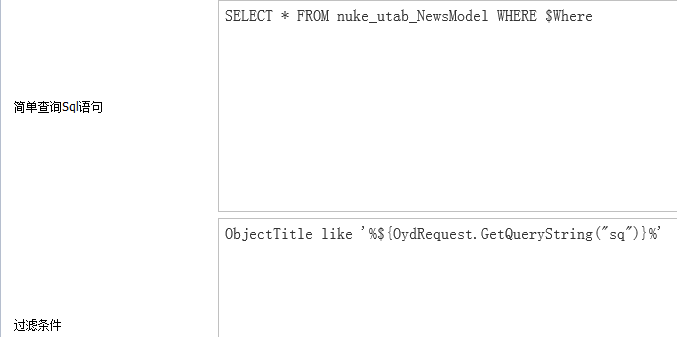 SELECT * FROM nuke_utab_NewsModel WHERE $Where
简单查询Sql语句
ObjectTitle like '%${OydRequest.GetQueryString("sq")}%'
过滤条件